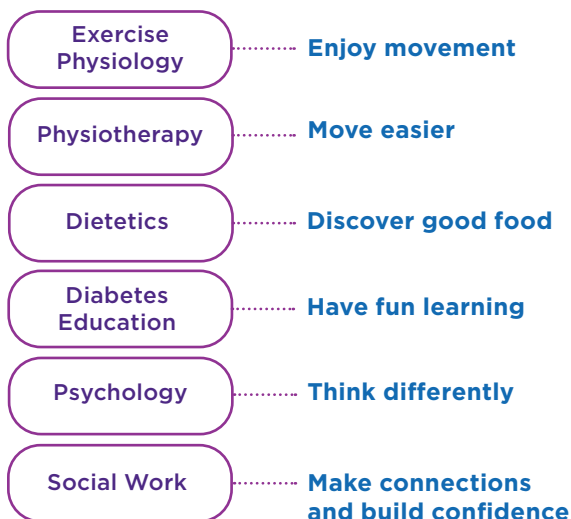 Exercise
Physiology
Enjoy movement
Physiotherapy
Move easier
Dietetics
Discover good food
Diabetes
Education
Have fun learning
Psychology
Think differently
Social Work
Make connections
and build confidence